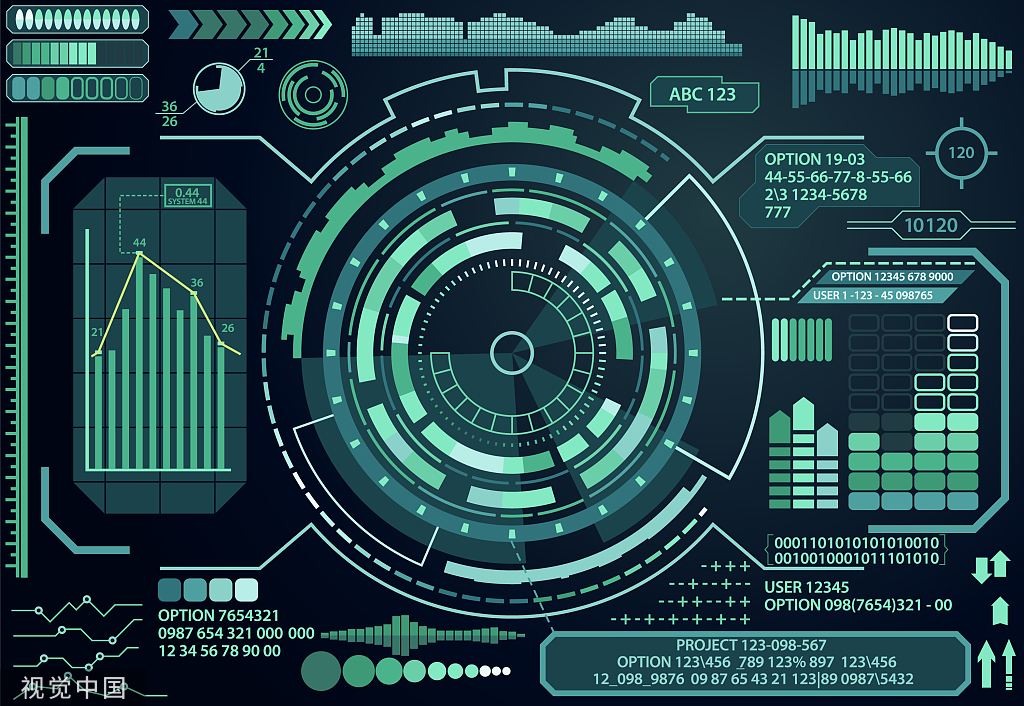 21
4
36
26
ABC 123
OPTION 19-03
44-55-66-77-8-55-66
2\3 1234-5678
777
120
10120
0,44
SYSTEM 44
44
36
21
26
OPTION 12345 678 9000
USER 1 -123 - 45 098765
0001101010101010010
0010010001011101010
USER 12345
OPTION 098(7654)321 - 00
OPTION 7654321
0987 654 321 000 000
12 34 56 78 90 00
PROJECT 123-098-567
OPTION 123\456 _789 123% 897 123\456
12_098_9876 09 87 65 43 21 123|89 0987\5432
视觉中国